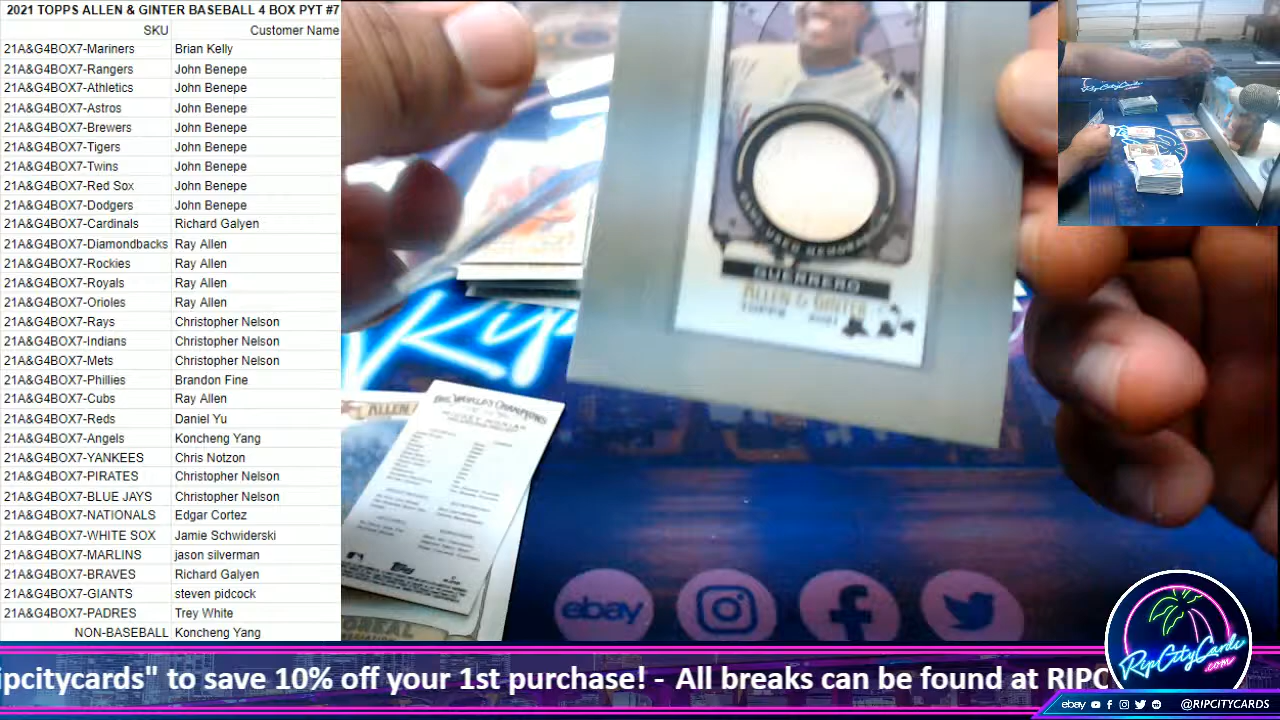 2021 TOPPS ALLEN & GINTER BASEBALL 4 BOX PYT #7
SKU Customer Name
21A&G4BOX7-Mariners Brian Kelly
21A&G4BOX7-Rangers John Benepe
21A&G4BOX7-Athletics John Benepe
21A&G4BOX7-Astros John Benepe
21A&G4BOX7-Brewers John Benepe
21A&G4BOX7-Tigers John Benepe
21A&G4BOX7-Twins John Benepe
21A&G4BOX7-Red Sox John Benepe
21A&G4BOX7-Dodgers John Benepe
21A&G4BOX7-Cardinals Richard Galyen
21A&G4BOX7-Diamondbacks Ray Allen
21A&G4BOX7-Rockies Ray Allen
21A&G4BOX7-Royals Ray Allen
21A&G4BOX7-Orioles Ray Allen
21A&G4BOX7-Rays Christopher Nelson
21A&G4BOX7-Indians Christopher Nelson
21A&G4BOX7-Mets Christopher Nelson
21A&G4BOX7-Phillies Brandon Fine
21A&G4BOX7-Cubs Ray Allen
21A&G4BOX7-Reds Daniel Yu
21A&G4BOX7-Angels Koncheng Yang
21A&G4BOX7-YANKEES Chris Notzon
21A&G4BOX7-PIRATES Christopher Nelson
21A&G4BOX7-BLUE JAYS Christopher Nelson
21A&G4BOX7-NATIONALS Edgar Cortez
21A&G4BOX7-WHITE SOX Jamie Schwiderski
21A&G4BOX7-MARLINS jason silverman
21A&G4BOX7-BRAVES Richard Galyen
21A&G4BOX7-GIANTS steven pidcock
21A&G4BOX7-PADRES Trey White
NON-BASEBALL Koncheng Yang
GUERRERO
ALLEN & GINTER
TOPPS 2021
Rip
WORLD'S CHAMPIONS
Topps
ALLEN
ebay
ipcitycards" to save 10% off your 1st purchase! - All breaks can be found at RIPC
RipCityCards
.com
ebay @RIPCITYCARDS